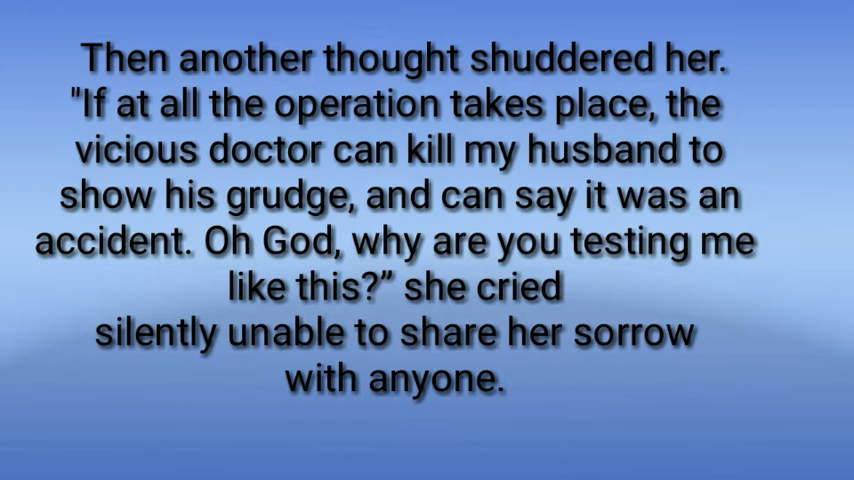 Then another thought shuddered her.
"If at all the operation takes place, the
vicious doctor can kill my husband to
show his grudge, and can say it was an
accident. Oh God, why are you testing me
like this?” she cried
silently unable to share her sorrow
with anyone.